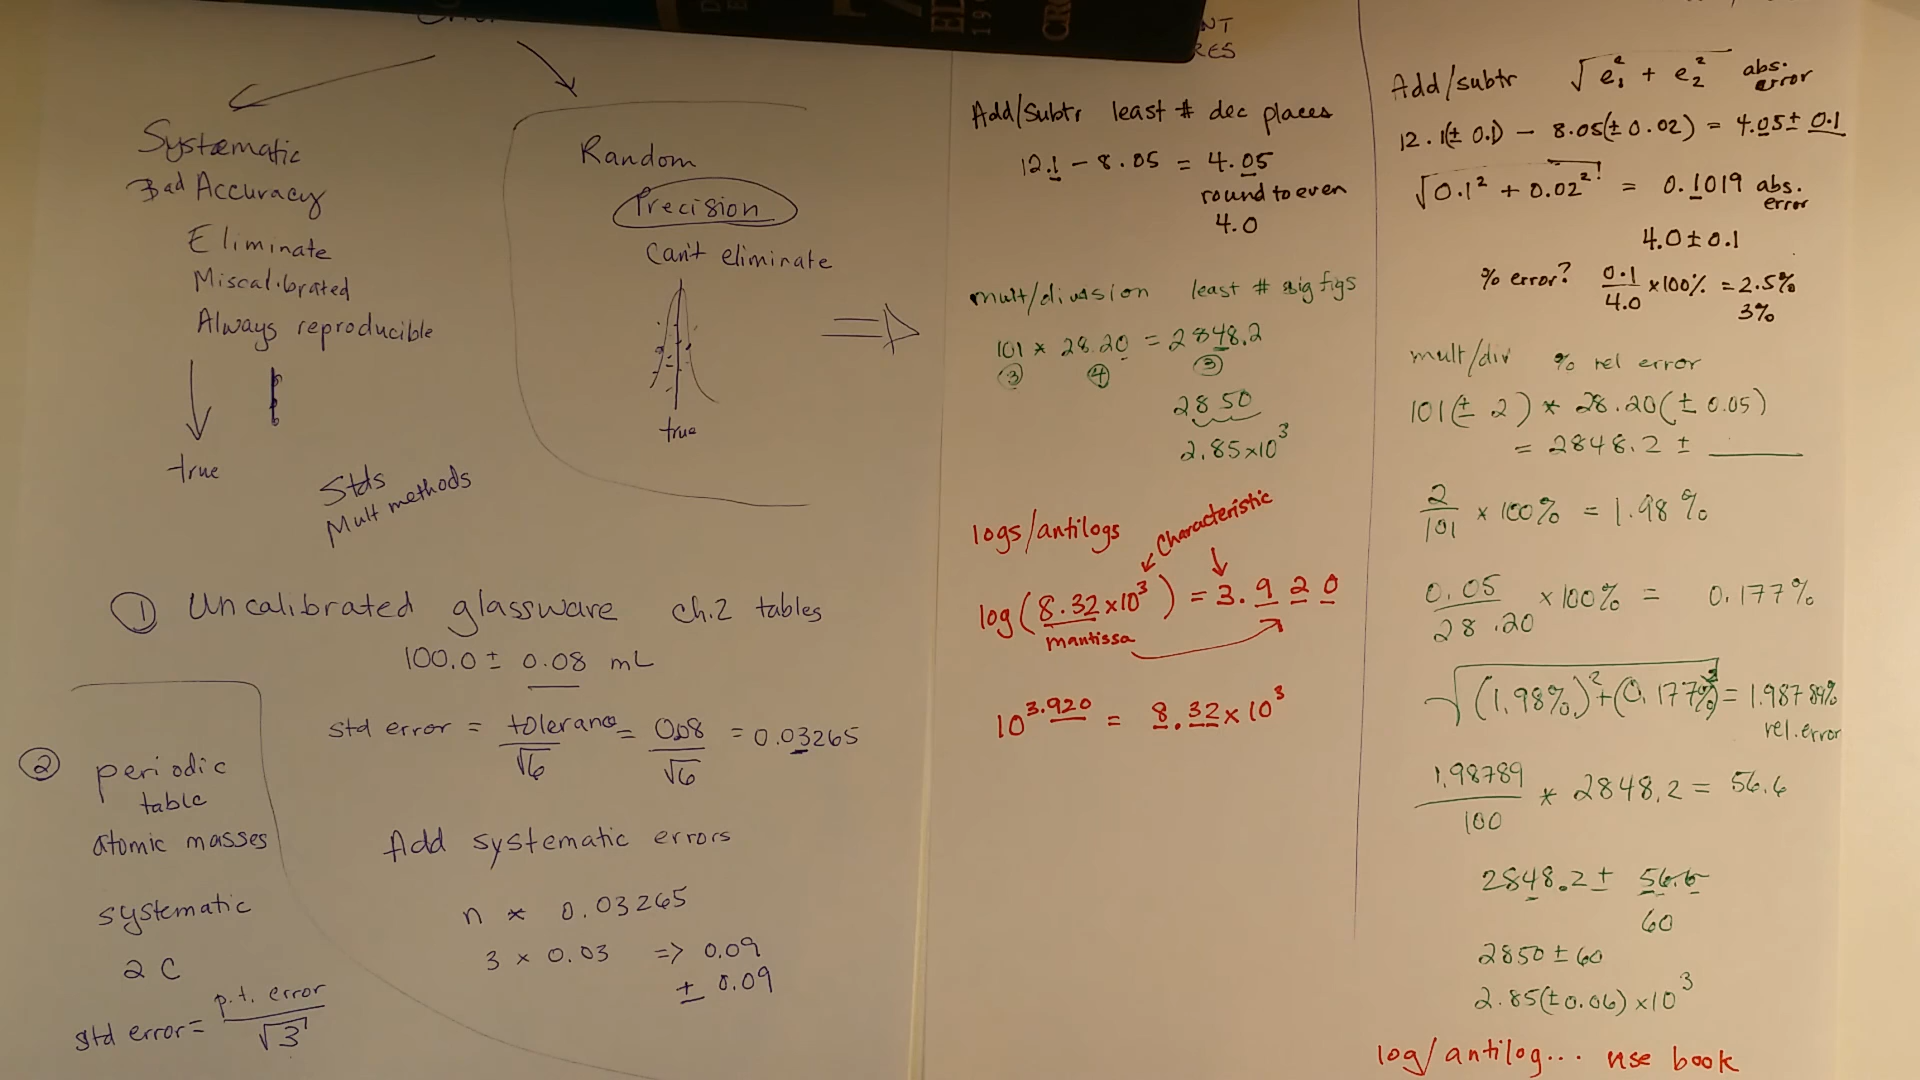 Systematic
Bad Accuracy
Eliminate
Miscalibrated
Always reproducible
true
Stds
Mult methods
Random
Precision
Can't eliminate
true
① Uncalibrated glassware ch.2 tables
100.0 ± 0.08 mL
std error = tolerance/√6 = 0.08/√6 = 0.03265
Add systematic errors
n * 0.03265
3 x 0.03 => 0.09
± 0.09
② periodic
table
atomic masses
systematic
2 C
std error = p.t. error/√3
NT
RES
Add/Subtr least # dec places
12.1 - 8.05 = 4.05
round to even
4.0
mult/division least # sig figs
101 * 28.20 = 2848.2
③ ④ ③
2850
2.85x10³
logs/antilogs
Characteristic
log(8.32x10³) = 3.920
mantissa
10^3.920 = 8.32x10³
Add/subtr √e₁² + e₂² abs. error
12.1(± 0.1) - 8.05(± 0.02) = 4.05 ± 0.1
√0.1² + 0.02² = 0.1019 abs. error
4.0 ± 0.1
% error? 0.1/4.0 x100% = 2.5%
3%
mult/div % rel error
101(± 2) * 28.20(± 0.05)
= 2848.2 ± ____
2/101 x 100% = 1.98%
0.05/28.20 x100% = 0.177%
√(1.98%)²+(0.177%)² = 1.98789%
rel. error
1.98789/100 * 2848.2 = 56.6
2848.2 ± 56.6
60
2850 ± 60
2.85(±0.06) x10³
log/antilog... use book